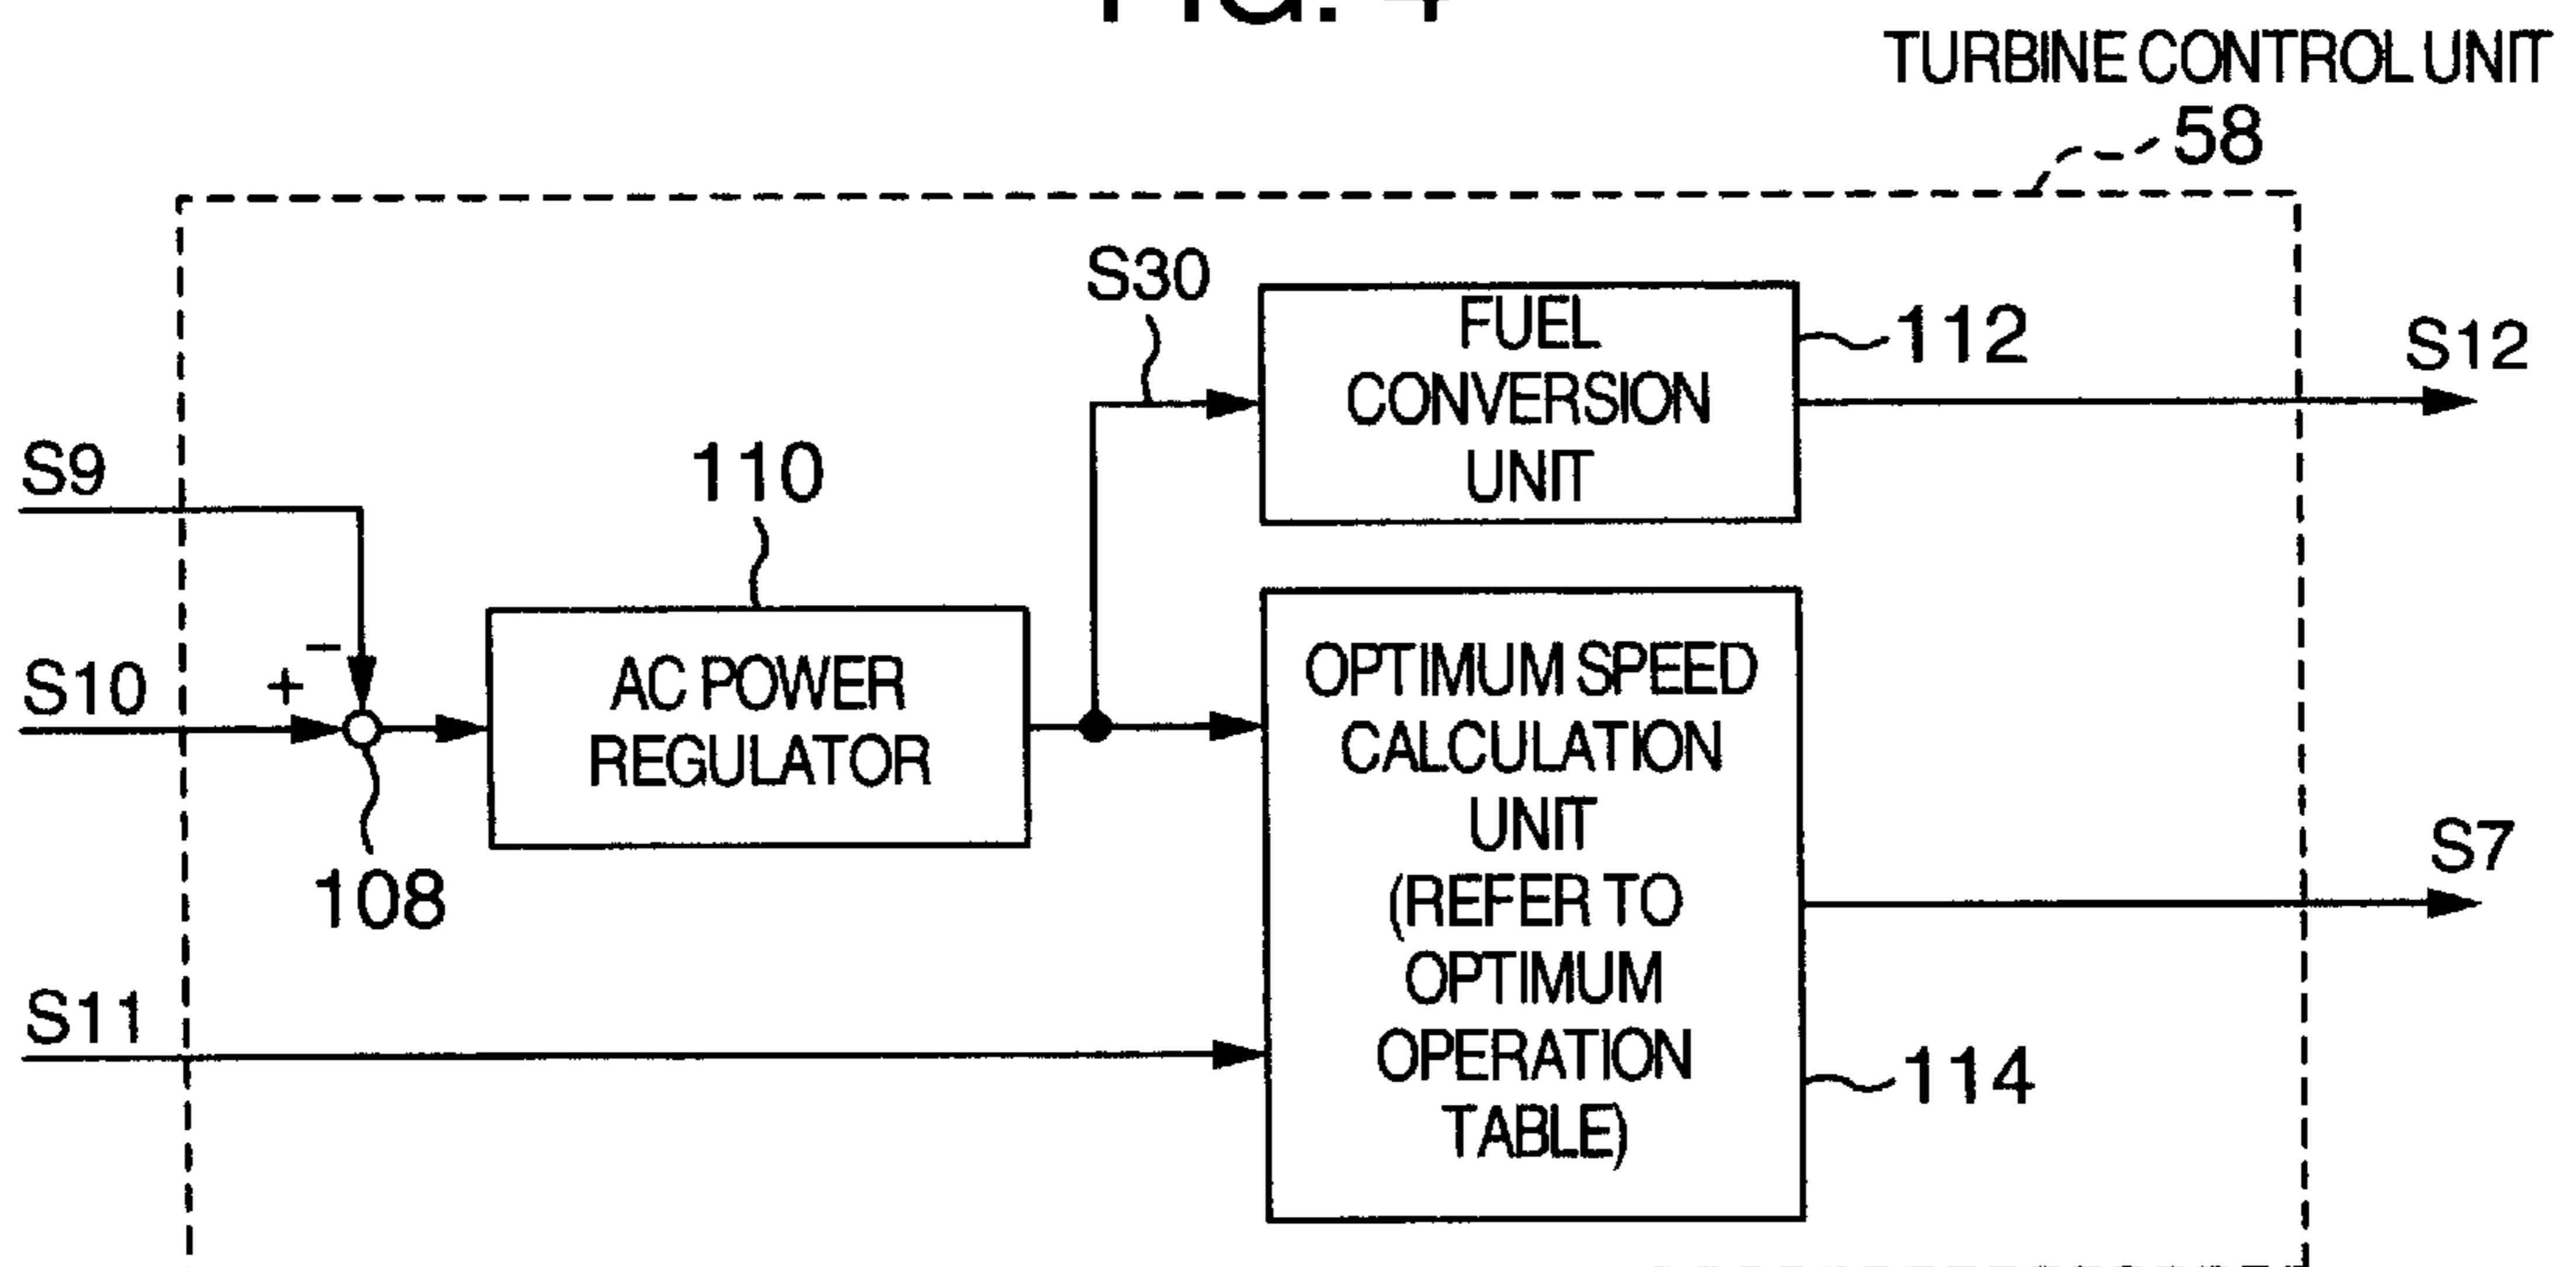 TURBINE CONTROL UNIT
58
S30
FUEL
CONVERSION
UNIT
112
S12
S9
110
S10
+
−
AC POWER
REGULATOR
108
OPTIMUM SPEED
CALCULATION
UNIT
(REFER TO
OPTIMUM
OPERATION
TABLE)
S7
S11
114